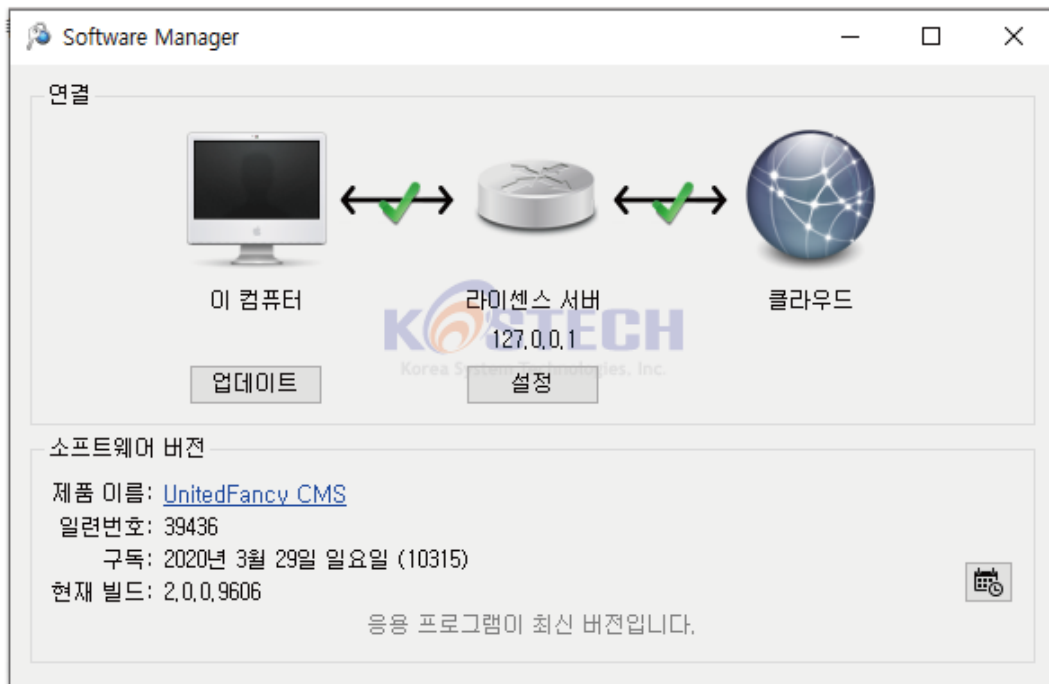 Software Manager
연결
이 컴퓨터
라이센스 서버
클라우드
127.0.0.1
KOSTECH
Korea System Technologies, Inc.
업데이트
설정
소프트웨어 버전
제품 이름: UnitedFancy CMS
일련번호: 39436
구독: 2020년 3월 29일 일요일 (10315)
현재 빌드: 2.0.0.9606
응용 프로그램이 최신 버전입니다.